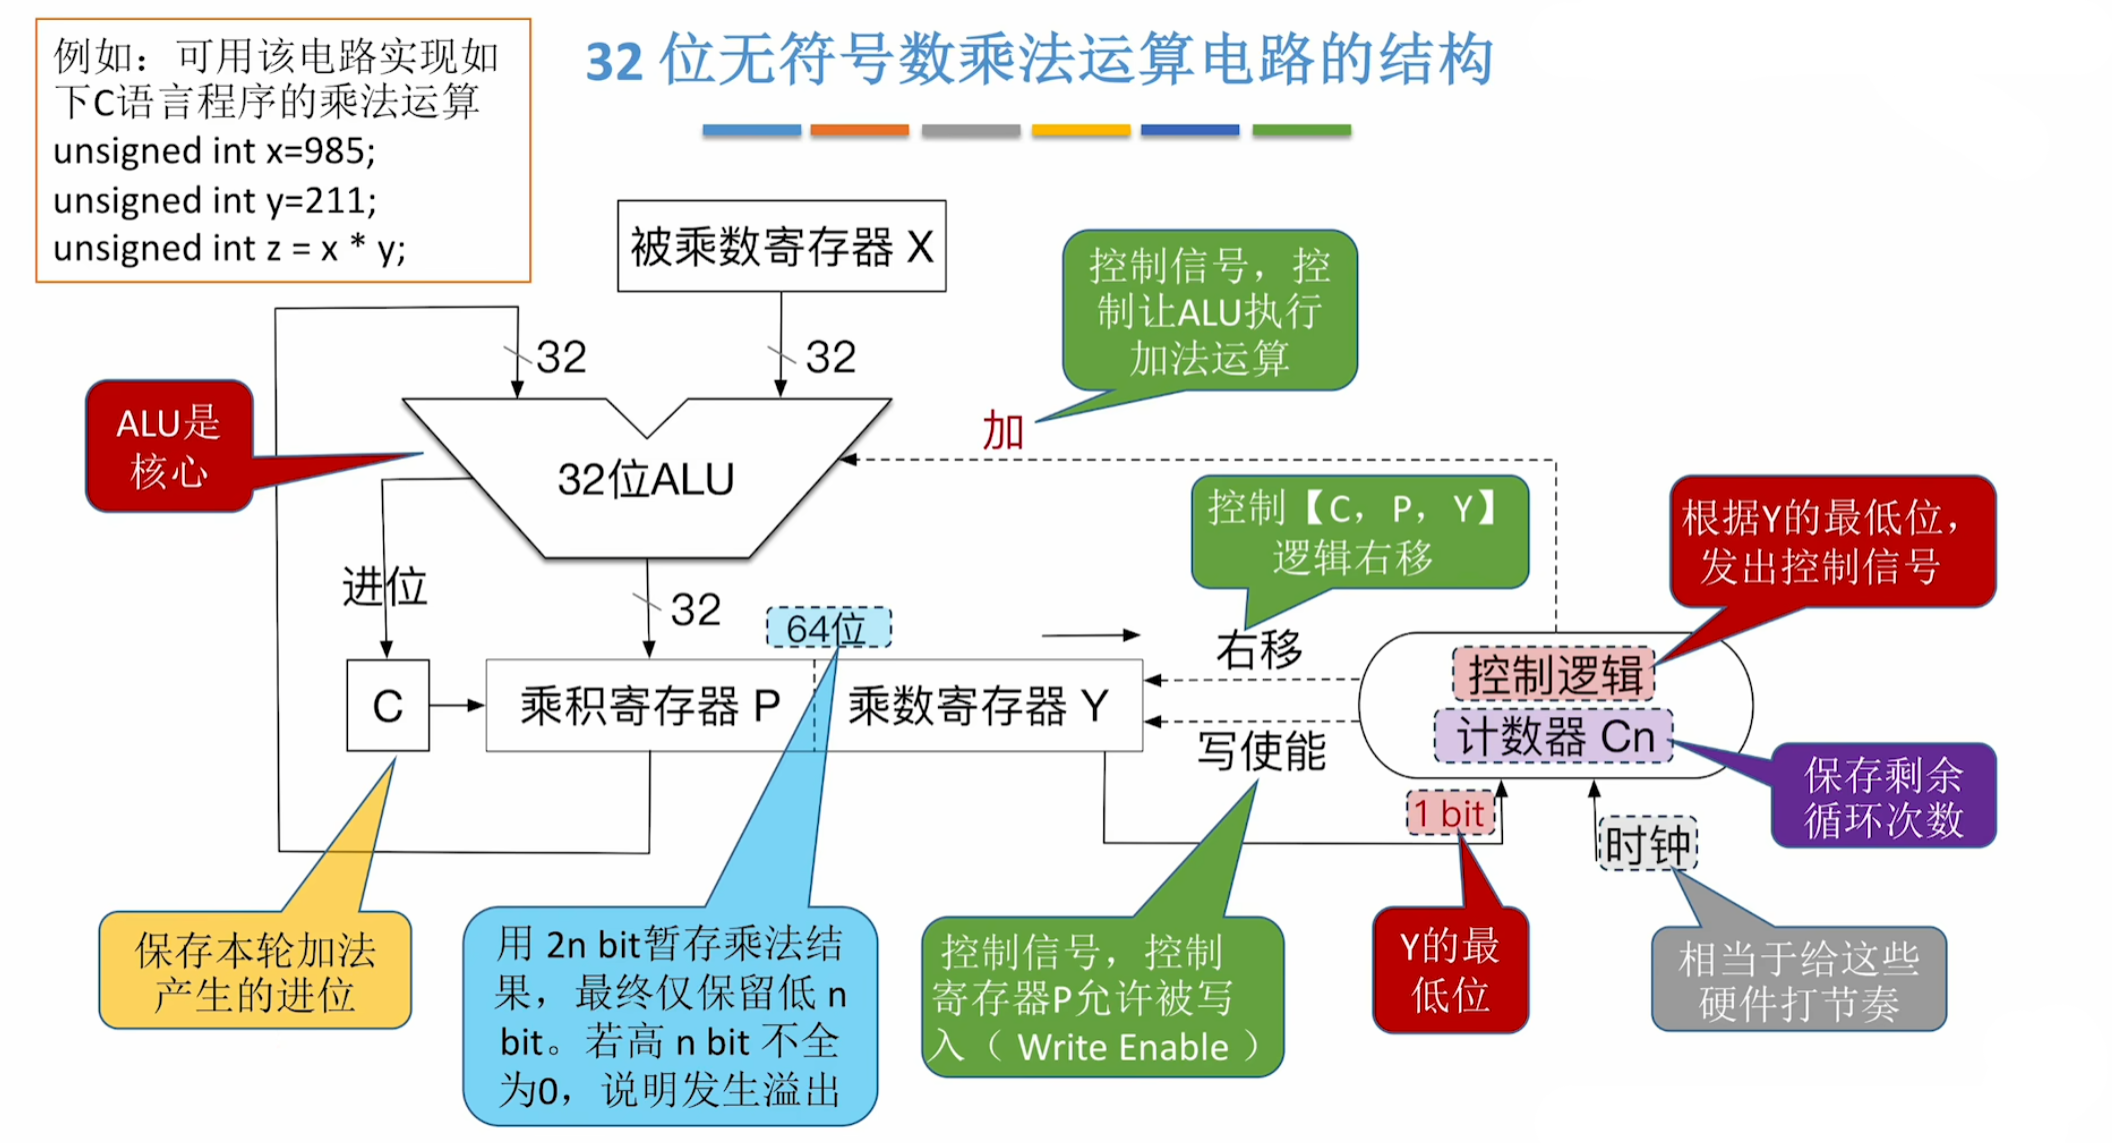 例如：可用该电路实现如
下C语言程序的乘法运算
unsigned int x=985;
unsigned int y=211;
unsigned int z = x * y;
32 位无符号数乘法运算电路的结构
被乘数寄存器 X
控制信号，控
制让ALU执行
加法运算
32
32
ALU是
核心
加
32位ALU
控制【C，P，Y】
逻辑右移
根据Y的最低位，
发出控制信号
进位
32
64位
右移
控制逻辑
C
乘积寄存器 P
乘数寄存器 Y
计数器 Cn
写使能
保存剩余
循环次数
1 bit
时钟
保存本轮加法
产生的进位
用 2n bit暂存乘法结
果，最终仅保留低 n
bit。若高 n bit 不全
为0，说明发生溢出
控制信号，控制
寄存器P允许被写
入（ Write Enable ）
Y的最
低位
相当于给这些
硬件打节奏